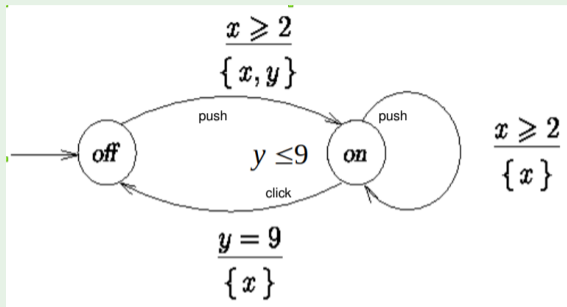 x ⩾ 2
{x, y}
push
push
off
y ≤9
on
x ⩾ 2
{x}
click
y = 9
{x}